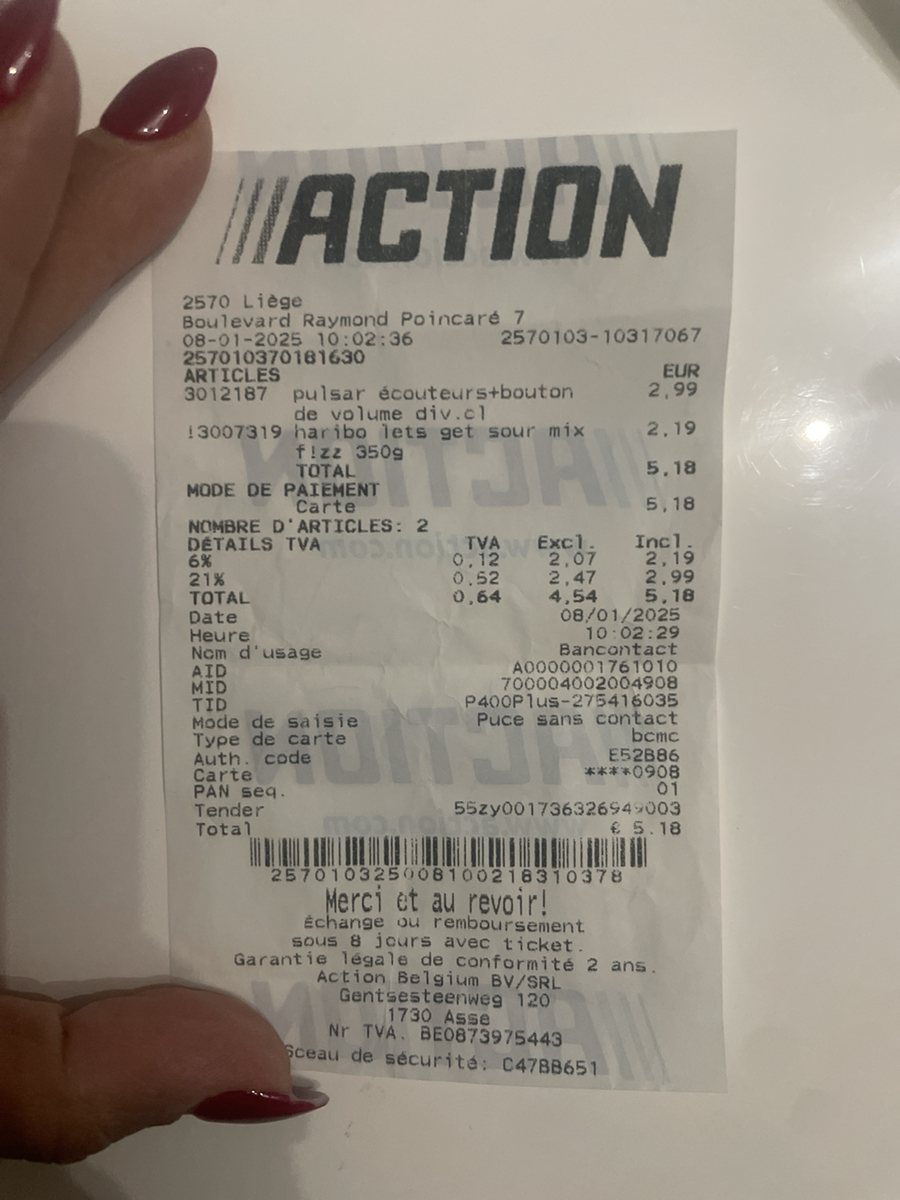 ACTION
2570 Liège
Boulevard Raymond Poincaré 7
08-01-2025 10:02:36 2570103-10317067
257010370181630
ARTICLES EUR
3012187 pulsar écouteurs+bouton 2,99
de volume div.cl
!3007319 haribo lets get sour mix 2,19
f!zz 350g
TOTAL 5,18
MODE DE PAIEMENT
Carte 5,18
NOMBRE D'ARTICLES: 2
DÉTAILS TVA TVA Excl. Incl.
6% 0,12 2,07 2,19
21% 0,52 2,47 2,99
TOTAL 0,64 4,54 5,18
Date 08/01/2025
Heure 10:02:29
Nom d'usage Bancontact
AID A0000001761010
MID 700004002004908
TID P400Plus-275416035
Mode de saisie Puce sans contact
Type de carte bcmc
Auth. code E52B86
Carte ****0908
PAN seq. 01
Tender 55zy001736326949003
Total € 5.18
257010325008100218310378
Merci et au revoir!
Échange ou remboursement
sous 8 jours avec ticket.
Garantie légale de conformité 2 ans.
Action Belgium BV/SRL
Gentsesteenweg 120
1730 Asse
Nr TVA. BE0873975443
Sceau de sécurité: C47BB651